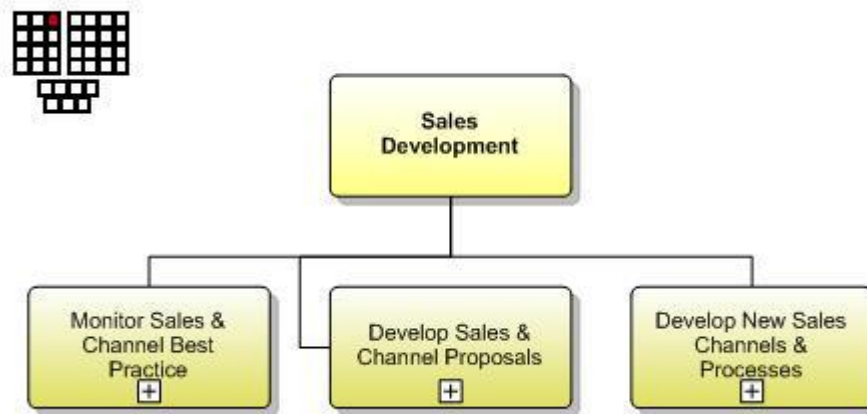 Sales
Development
Monitor Sales &
Channel Best
Practice
Develop Sales &
Channel Proposals
Develop New Sales
Channels &
Processes